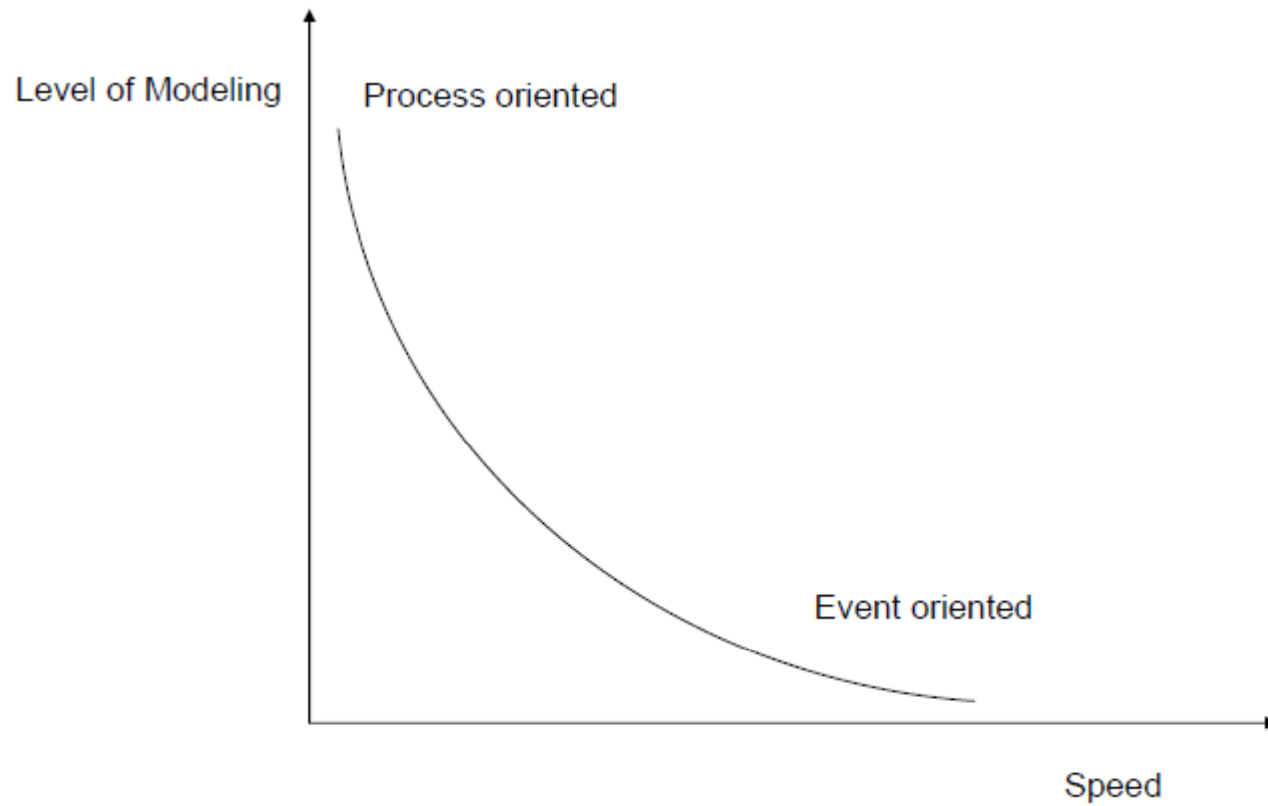 Level of Modeling
Process oriented
Event oriented
Speed